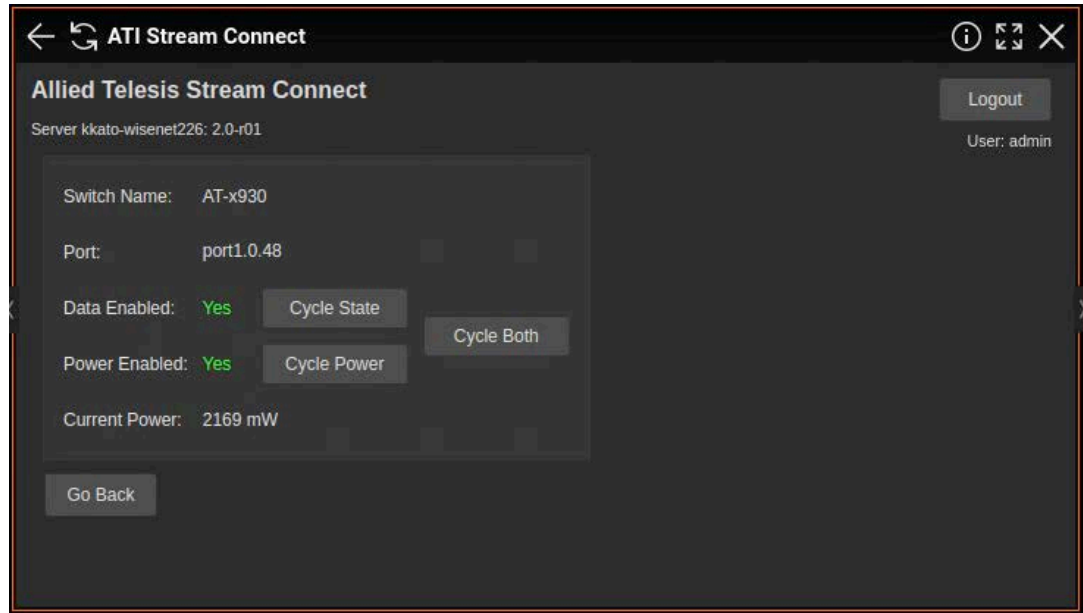 ATI Stream Connect
Allied Telesis Stream Connect
Logout
Server kkato-wisenet226: 2.0-r01
User: admin
Switch Name: AT-x930
Port: port1.0.48
Data Enabled: Yes Cycle State
Cycle Both
Power Enabled: Yes Cycle Power
Current Power: 2169 mW
Go Back